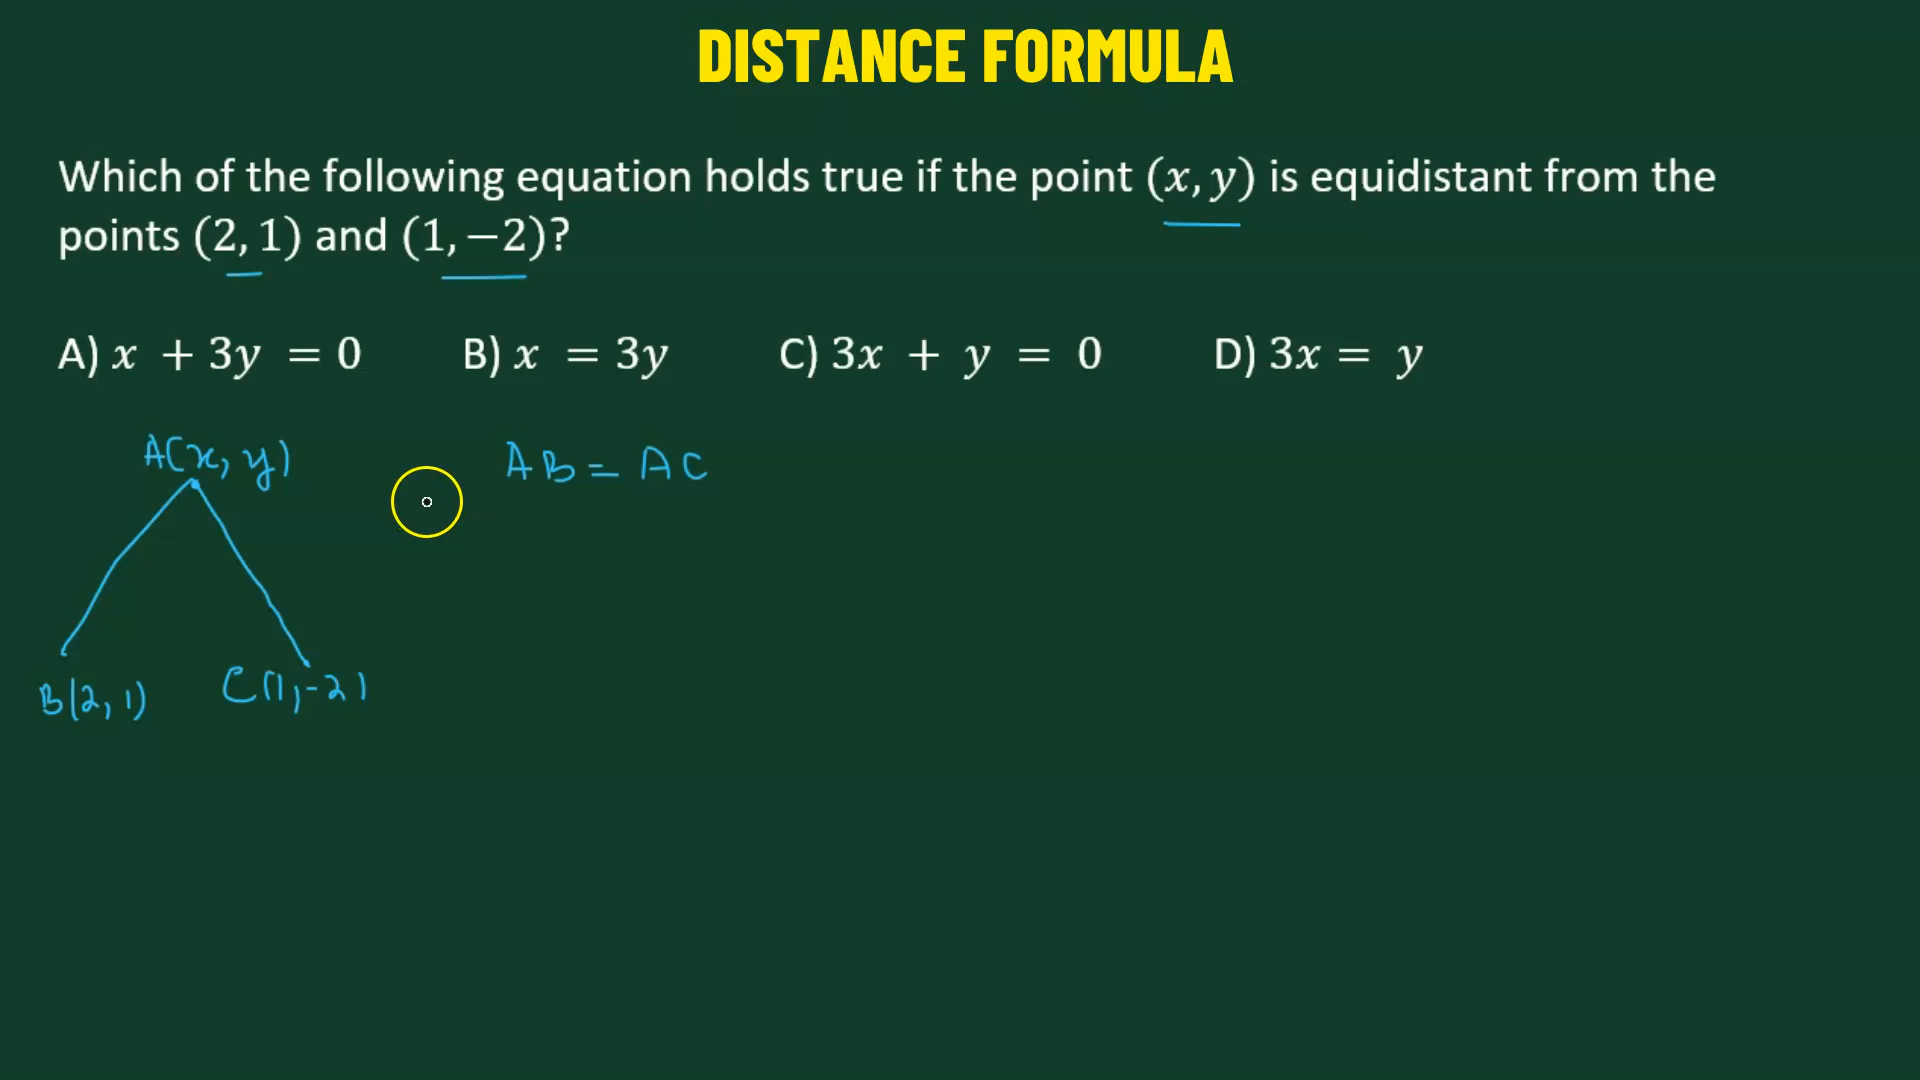 DISTANCE FORMULA
Which of the following equation holds true if the point (x, y) is equidistant from the
points (2, 1) and (1, −2)?
A) x + 3y = 0 B) x = 3y C) 3x + y = 0 D) 3x = y
A(x, y) AB = AC
B(2, 1) C(1, -2)